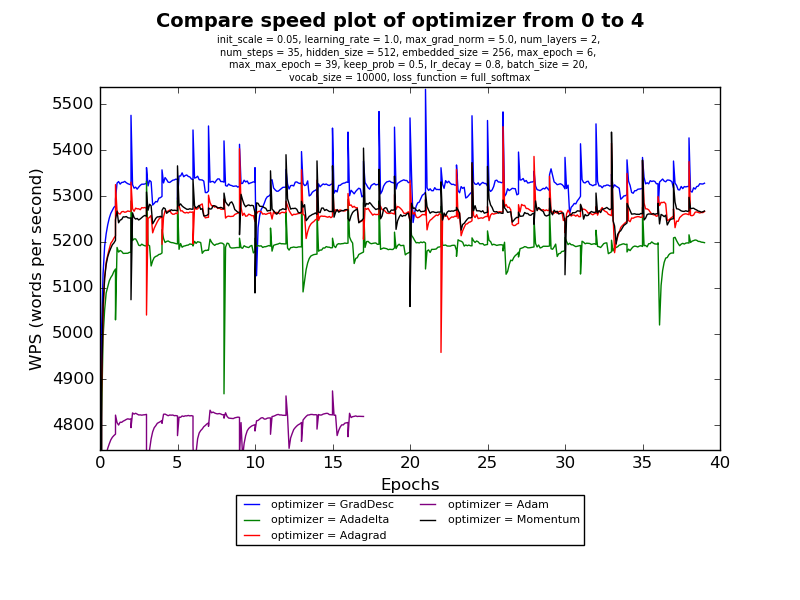 Compare speed plot of optimizer from 0 to 4
init_scale = 0.05, learning_rate = 1.0, max_grad_norm = 5.0, num_layers = 2,
num_steps = 35, hidden_size = 512, embedded_size = 256, max_epoch = 6,
max_max_epoch = 39, keep_prob = 0.5, lr_decay = 0.8, batch_size = 20,
vocab_size = 10000, loss_function = full_softmax
WPS (words per second)
5500
5400
5300
5200
5100
5000
4900
4800
0 5 10 15 20 25 30 35 40
Epochs
optimizer = GradDesc
optimizer = Adadelta
optimizer = Adagrad
optimizer = Adam
optimizer = Momentum